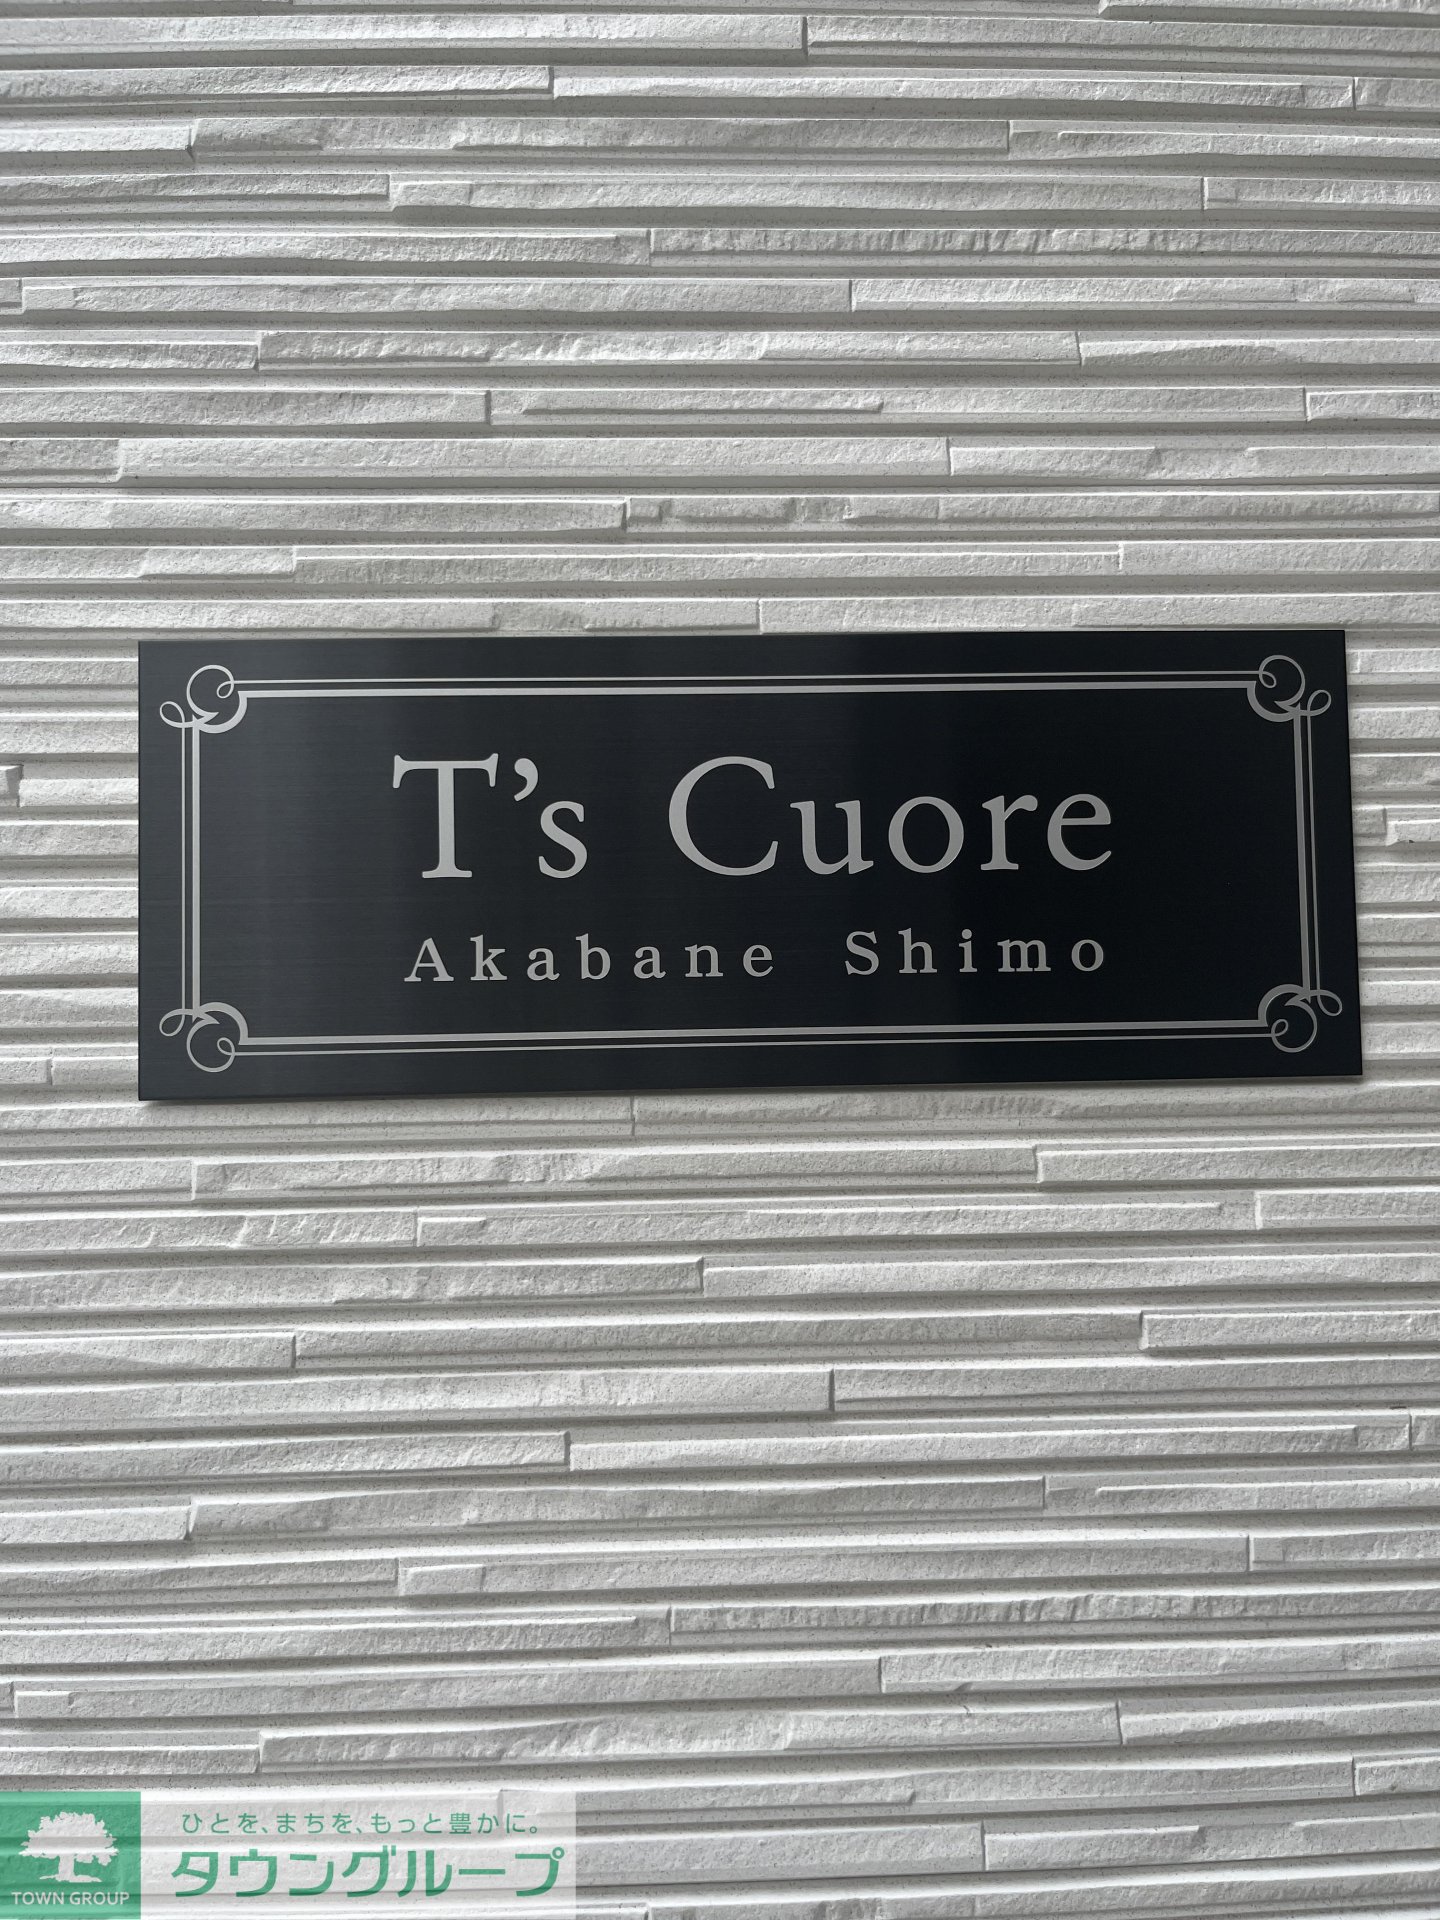 T's Cuore
Akabane Shimo
ひとを、まちを、もっと豊かに。
タウングループ
TOWN GROUP